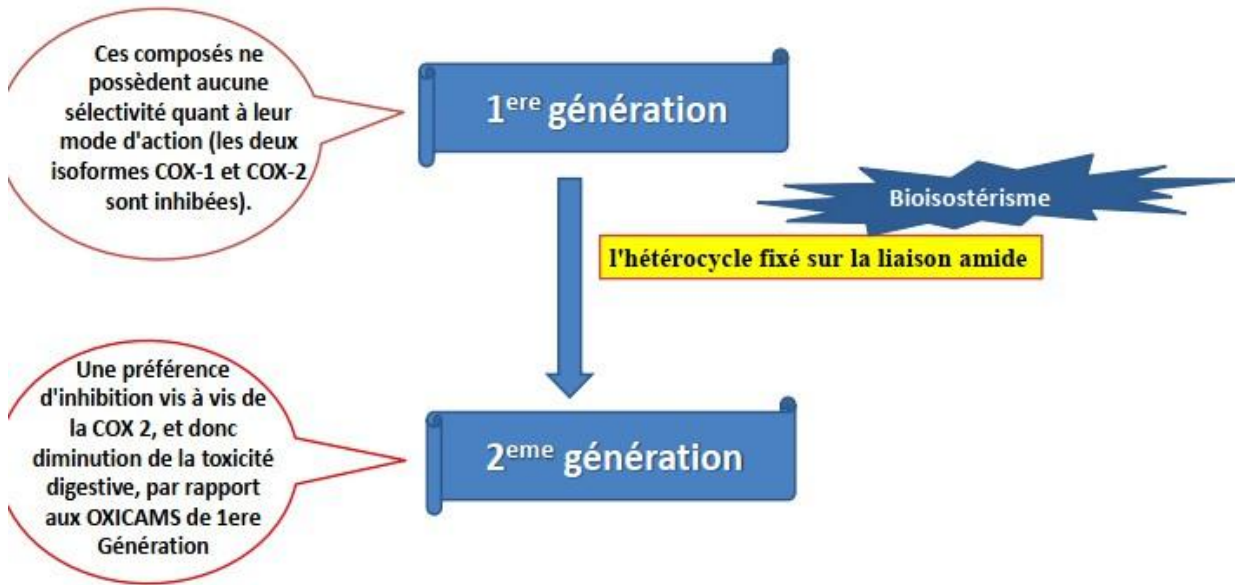 Ces composés ne
possèdent aucune
sélectivité quant à leur
mode d'action (les deux
isoformes COX-1 et COX-2
sont inhibées).
1ere génération
Bioisostérisme
l'hétérocycle fixé sur la liaison amide
Une préférence
d'inhibition vis à vis de
la COX 2, et donc
diminution de la toxicité
digestive, par rapport
aux OXICAMS de 1ere
Génération
2eme génération